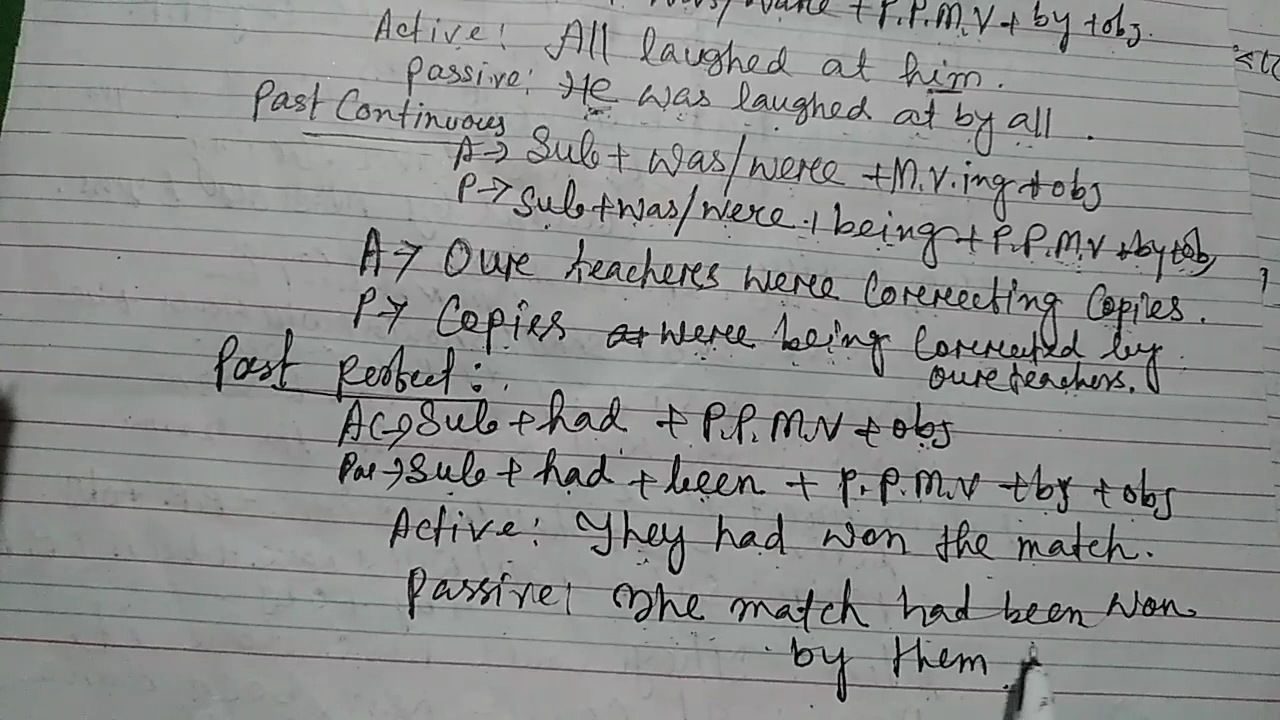 + P.P.M.V + by + obj.
Active: All laughed at him.
Passive: He was laughed at by all.
Past Continuous
A→ Sub + was/were + M.V.ing + obj
P→ Sub + was/were + being + P.P.M.V + by + obj
A→ Our teachers were correcting Copies.
P→ Copies were being corrected by
our teachers.
Past Perfect:
Ac→ Sub + had + P.P.M.V + obj
Pas→ Sub + had + been + P.P.M.V + by + obj
Active: They had won the match.
Passive: The match had been won
by them.